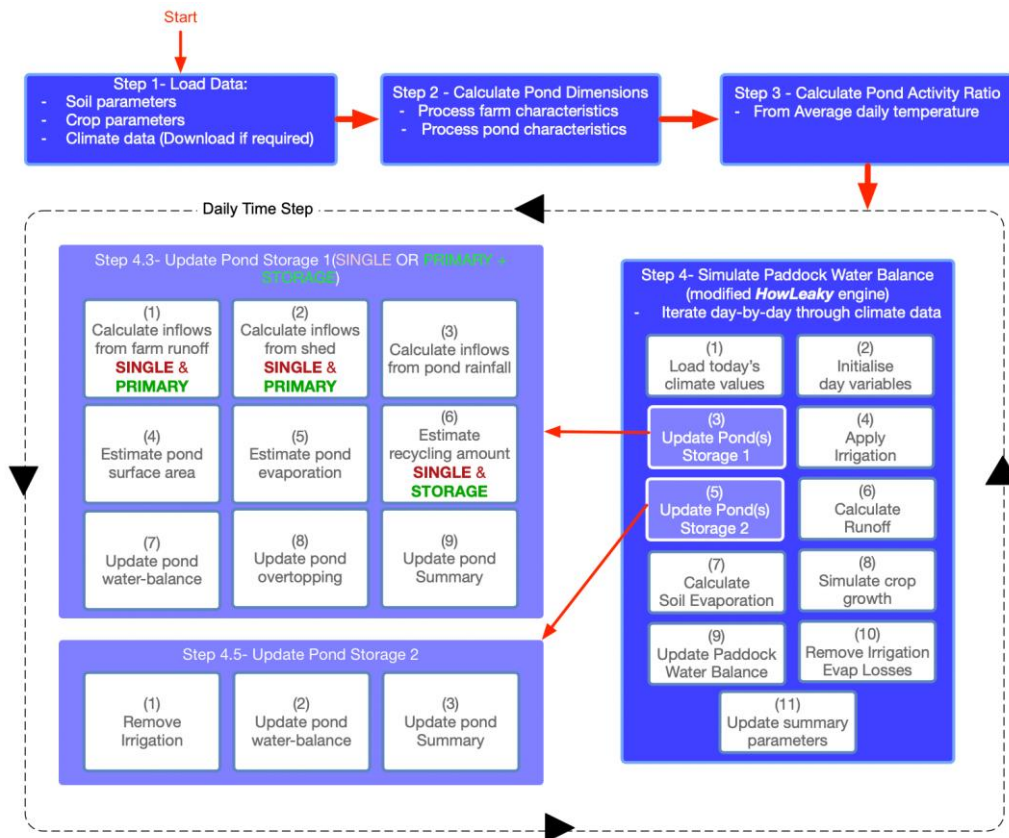 Start
Step 1- Load Data:
- Soil parameters
- Crop parameters
- Climate data (Download if required)
Step 2 - Calculate Pond Dimensions
- Process farm characteristics
- Process pond characteristics
Step 3 - Calculate Pond Activity Ratio
- From Average daily temperature
Daily Time Step
Step 4.3- Update Pond Storage 1(SINGLE OR PRIMARY +
STORAGE)
(1)
Calculate inflows
from farm runoff
SINGLE &
PRIMARY
(2)
Calculate inflows
from shed
SINGLE &
PRIMARY
(3)
Calculate inflows
from pond rainfall
(4)
Estimate pond
surface area
(5)
Estimate pond
evaporation
(6)
Estimate
recycling amount
SINGLE &
STORAGE
(7)
Update pond
water-balance
(8)
Update pond
overtopping
(9)
Update pond
Summary
Step 4.5- Update Pond Storage 2
(1)
Remove
Irrigation
(2)
Update pond
water-balance
(3)
Update pond
Summary
Step 4- Simulate Paddock Water Balance
(modified HowLeaky engine)
- Iterate day-by-day through climate data
(1)
Load today's
climate values
(2)
Initialise
day variables
(3)
Update Pond(s)
Storage 1
(4)
Apply
Irrigation
(5)
Update Pond(s)
Storage 2
(6)
Calculate
Runoff
(7)
Calculate
Soil Evaporation
(8)
Simulate crop
growth
(9)
Update Paddock
Water Balance
(10)
Remove Irrigation
Evap Losses
(11)
Update summary
parameters